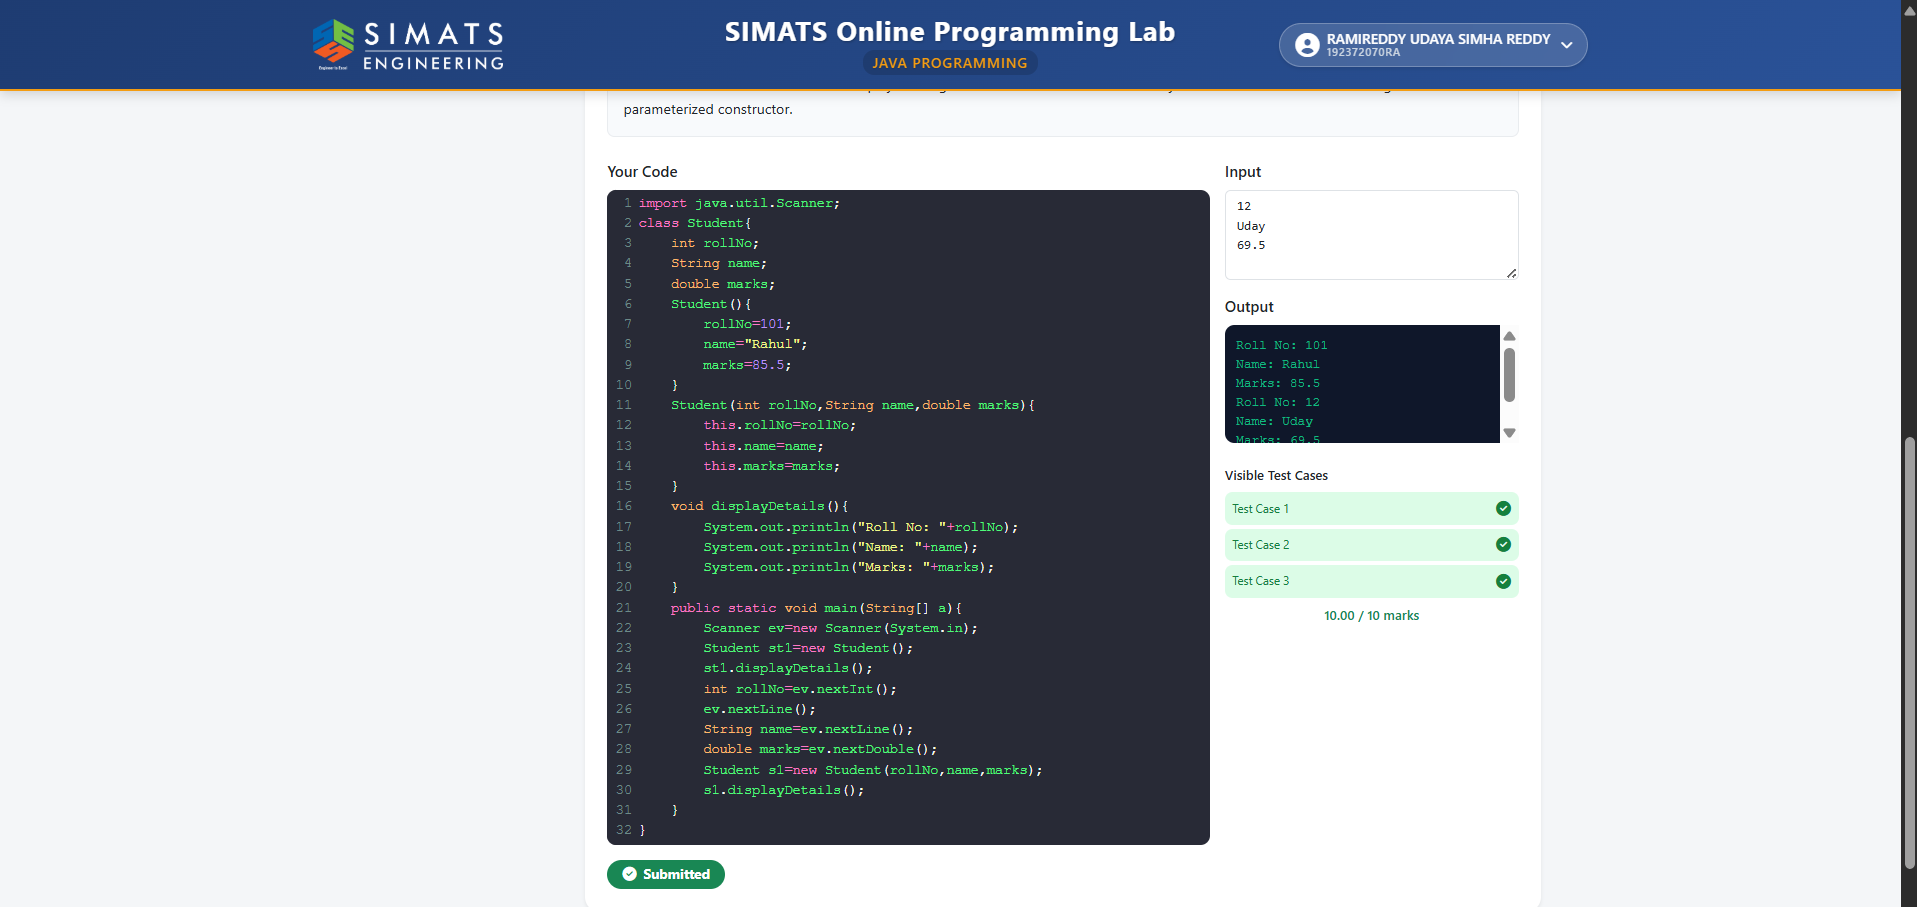 SIMATS
ENGINEERING
Engineer to Excel
SIMATS Online Programming Lab
JAVA PROGRAMMING
RAMIREDDY UDAYA SIMHA REDDY
192372070RA
parameterized constructor.
Your Code
1 import java.util.Scanner;
2 class Student{
3     int rollNo;
4     String name;
5     double marks;
6     Student(){
7         rollNo=101;
8         name="Rahul";
9         marks=85.5;
10     }
11     Student(int rollNo,String name,double marks){
12         this.rollNo=rollNo;
13         this.name=name;
14         this.marks=marks;
15     }
16     void displayDetails(){
17         System.out.println("Roll No: "+rollNo);
18         System.out.println("Name: "+name);
19         System.out.println("Marks: "+marks);
20     }
21     public static void main(String[] a){
22         Scanner ev=new Scanner(System.in);
23         Student st1=new Student();
24         st1.displayDetails();
25         int rollNo=ev.nextInt();
26         ev.nextLine();
27         String name=ev.nextLine();
28         double marks=ev.nextDouble();
29         Student s1=new Student(rollNo,name,marks);
30         s1.displayDetails();
31     }
32 }
Submitted
Input
12
Uday
69.5
Output
Roll No: 101
Name: Rahul
Marks: 85.5
Roll No: 12
Name: Uday
Marks: 69.5
Visible Test Cases
Test Case 1
Test Case 2
Test Case 3
10.00 / 10 marks